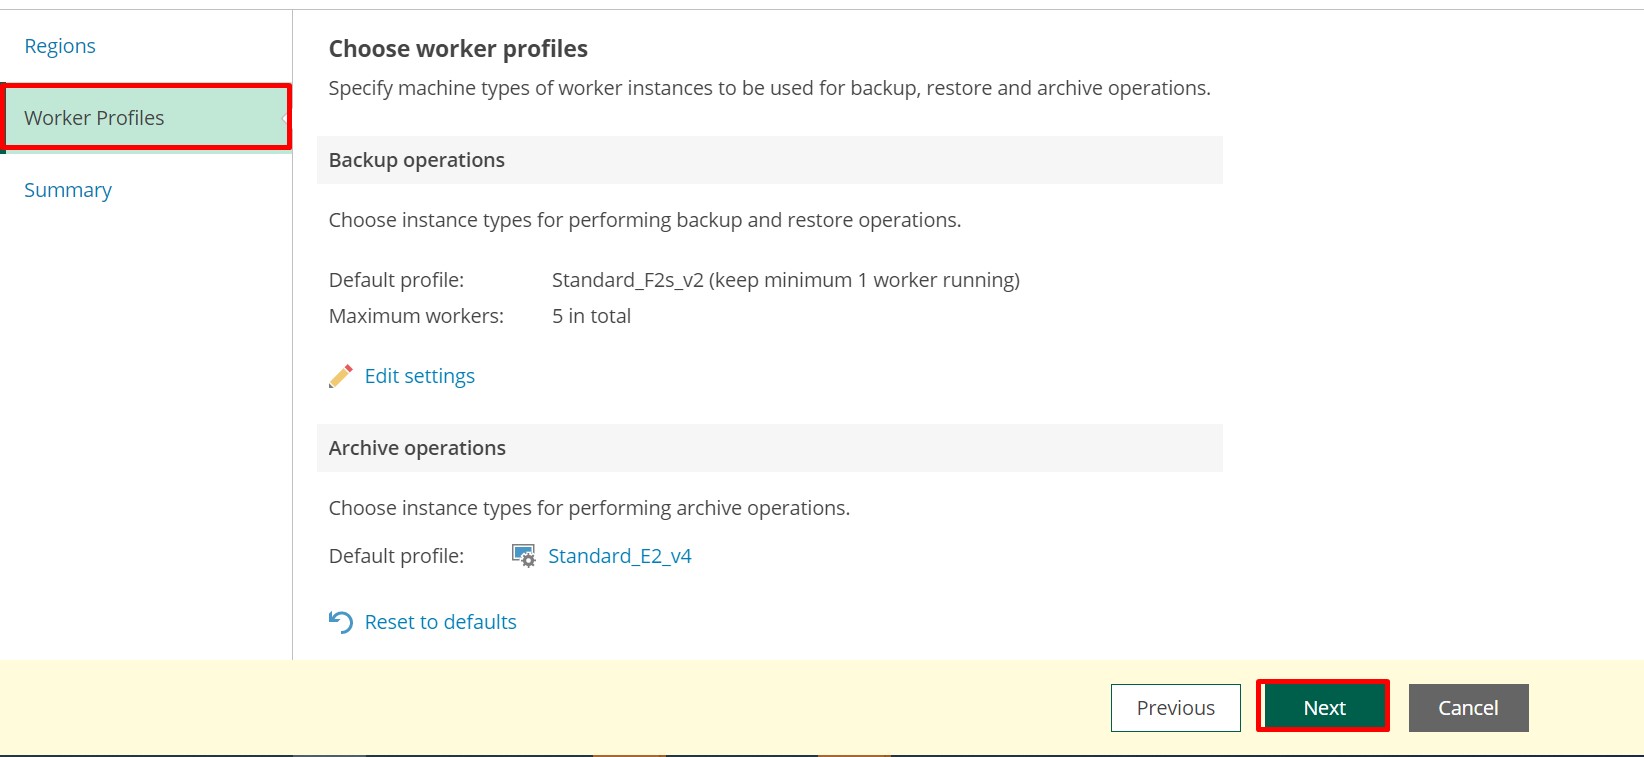 Regions
Worker Profiles
Summary
Choose worker profiles
Specify machine types of worker instances to be used for backup, restore and archive operations.
Backup operations
Choose instance types for performing backup and restore operations.
Default profile: Standard_F2s_v2 (keep minimum 1 worker running)
Maximum workers: 5 in total
Edit settings
Archive operations
Choose instance types for performing archive operations.
Default profile: Standard_E2_v4
Reset to defaults
Previous Next Cancel